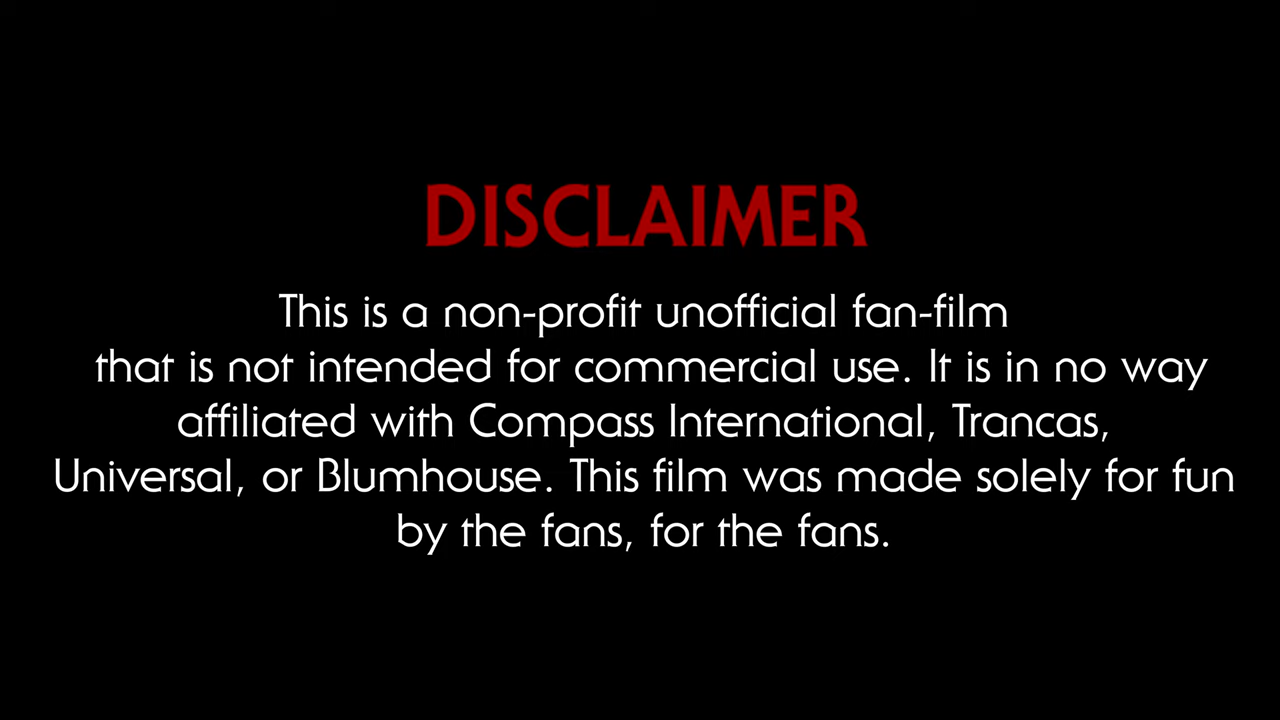 DISCLAIMER
This is a non-profit unofficial fan-film
that is not intended for commercial use. It is in no way
affiliated with Compass International, Trancas,
Universal, or Blumhouse. This film was made solely for fun
by the fans, for the fans.